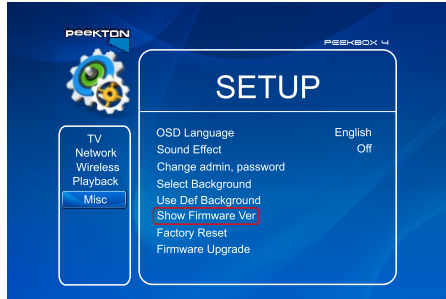 PEEKTON
PEEKBOX 4
SETUP
TV
Network
Wireless
Playback
Misc
OSD Language English
Sound Effect Off
Change admin, password
Select Background
Use Def Background
Show Firmware Ver
Factory Reset
Firmware Upgrade